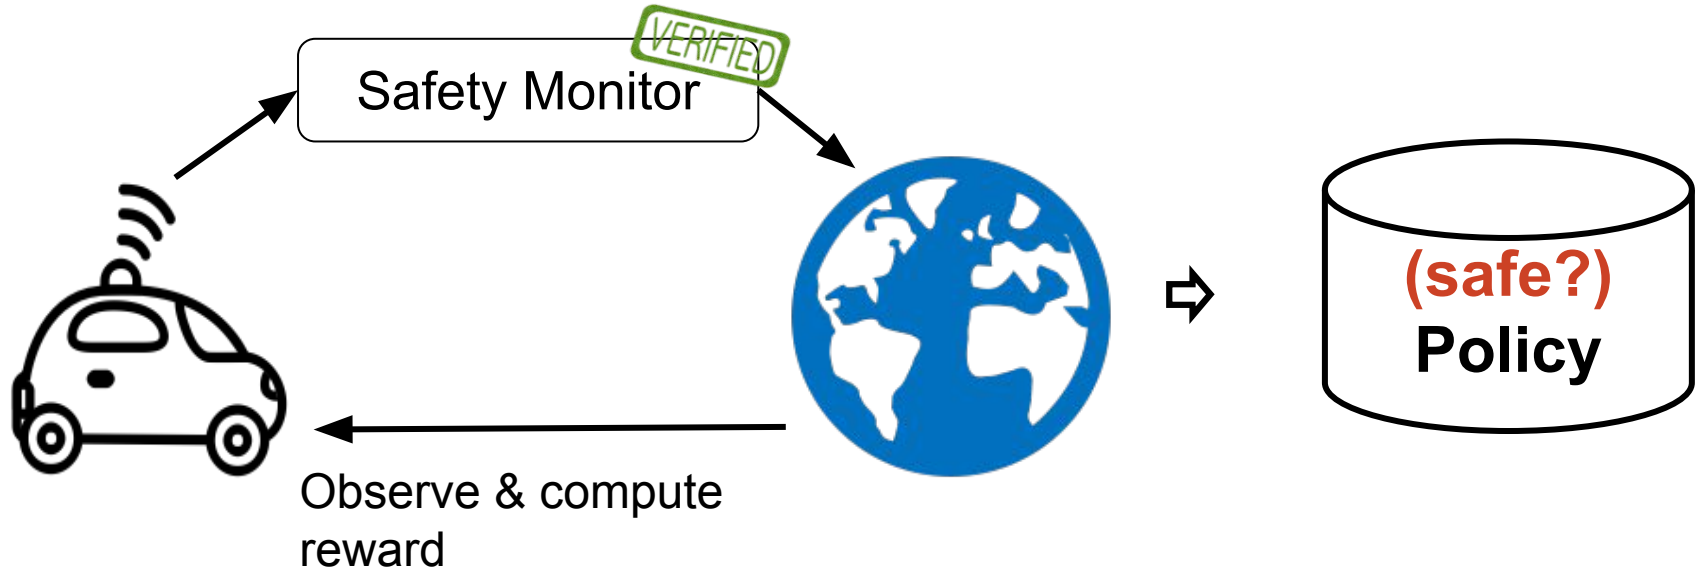 VERIFIED
Safety Monitor
(safe?)
Policy
Observe & compute
reward